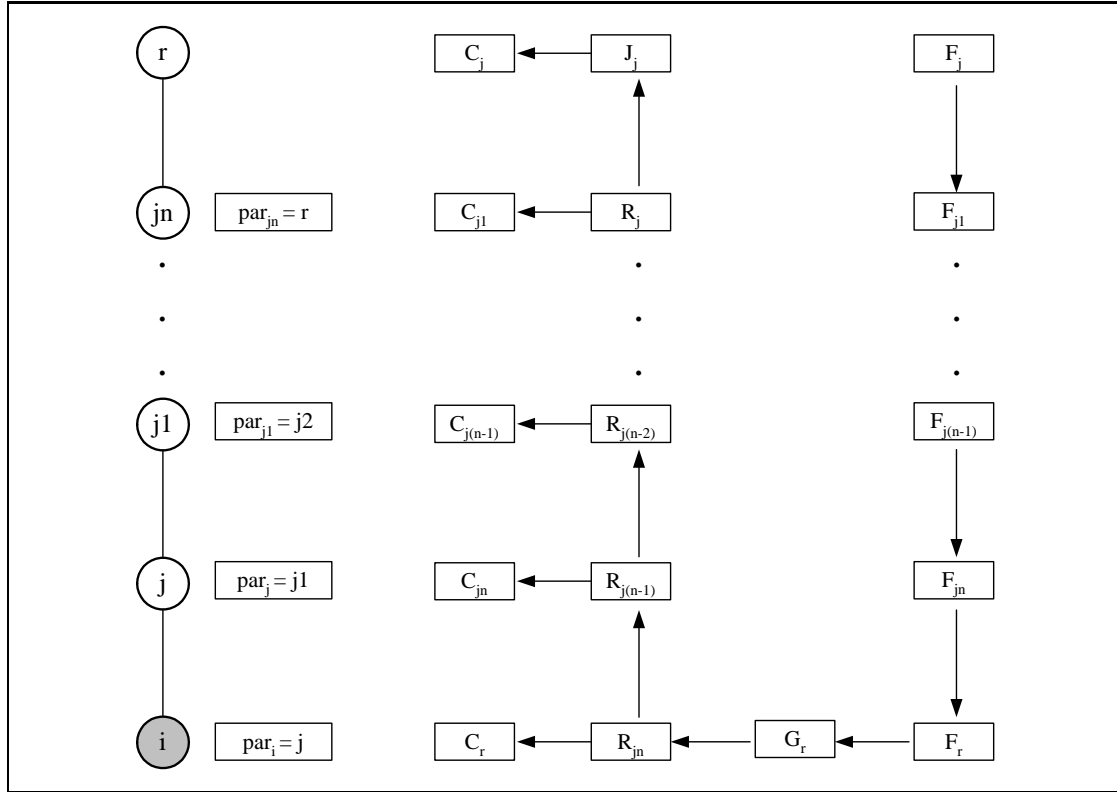 r C_j J_j F_j
jn par_jn = r C_j1 R_j F_j1
j1 par_j1 = j2 C_j(n-1) R_j(n-2) F_j(n-1)
j par_j = j1 C_jn R_j(n-1) F_jn
i par_i = j C_r R_jn G_r F_r